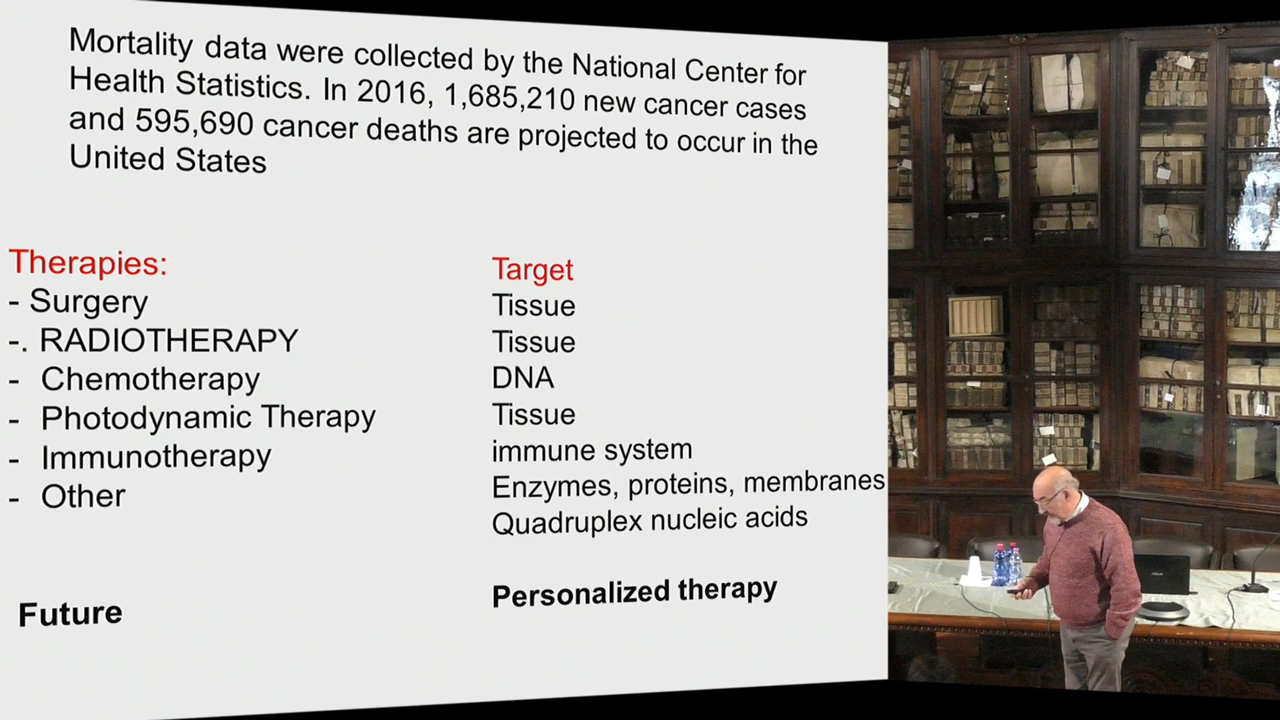 Mortality data were collected by the National Center for
Health Statistics. In 2016, 1,685,210 new cancer cases
and 595,690 cancer deaths are projected to occur in the
United States
Therapies:
- Surgery
-. RADIOTHERAPY
- Chemotherapy
- Photodynamic Therapy
- Immunotherapy
- Other
Target
Tissue
Tissue
DNA
Tissue
immune system
Enzymes, proteins, membranes
Quadruplex nucleic acids
Future
Personalized therapy